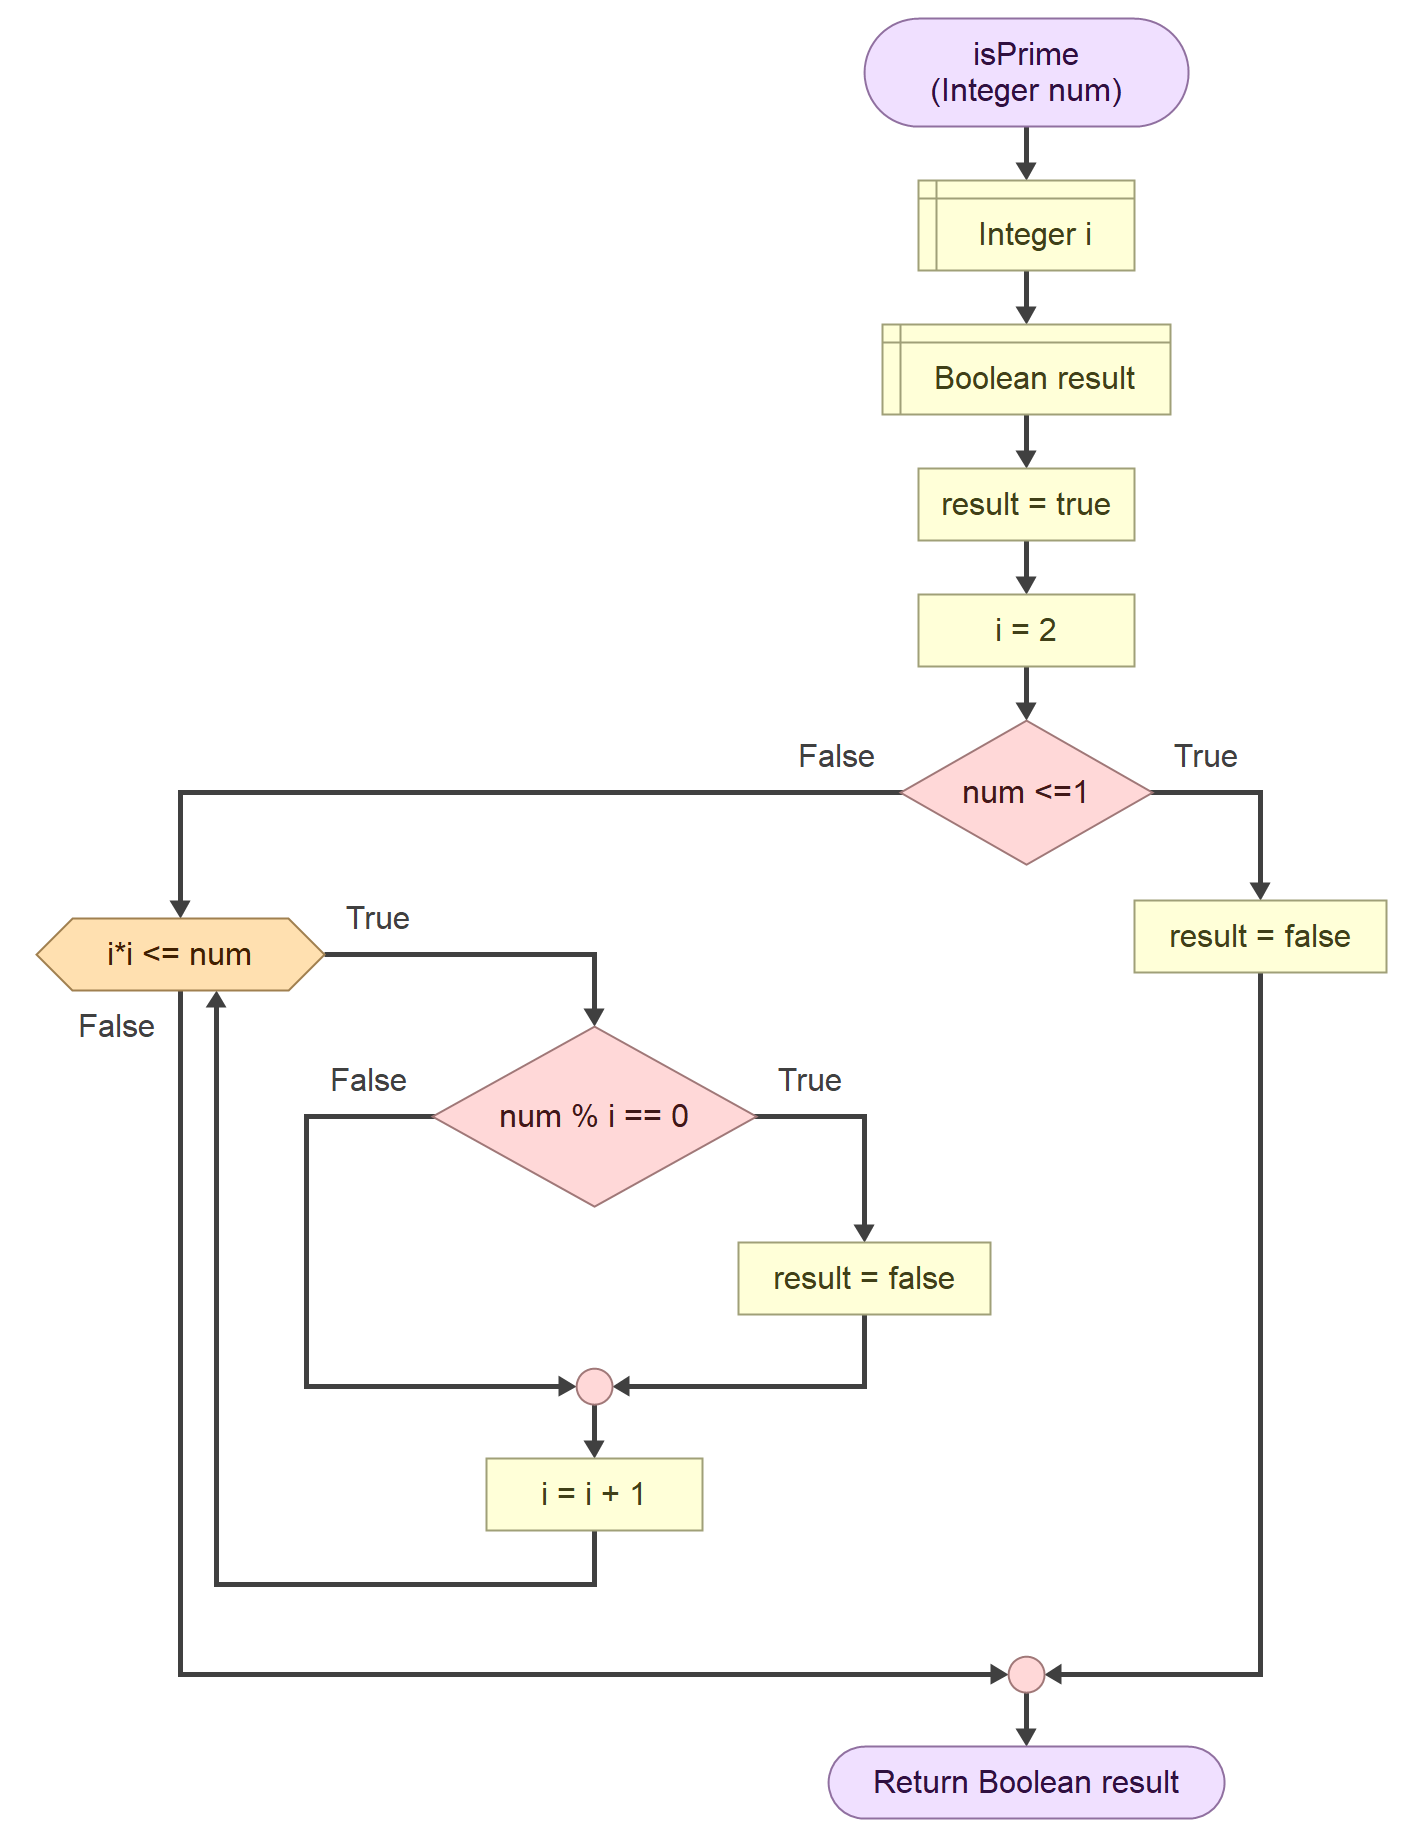 isPrime
(Integer num)
Integer i
Boolean result
result = true
i = 2
False
True
num <=1
True
i*i <= num
result = false
False
False
True
num % i == 0
result = false
i = i + 1
Return Boolean result